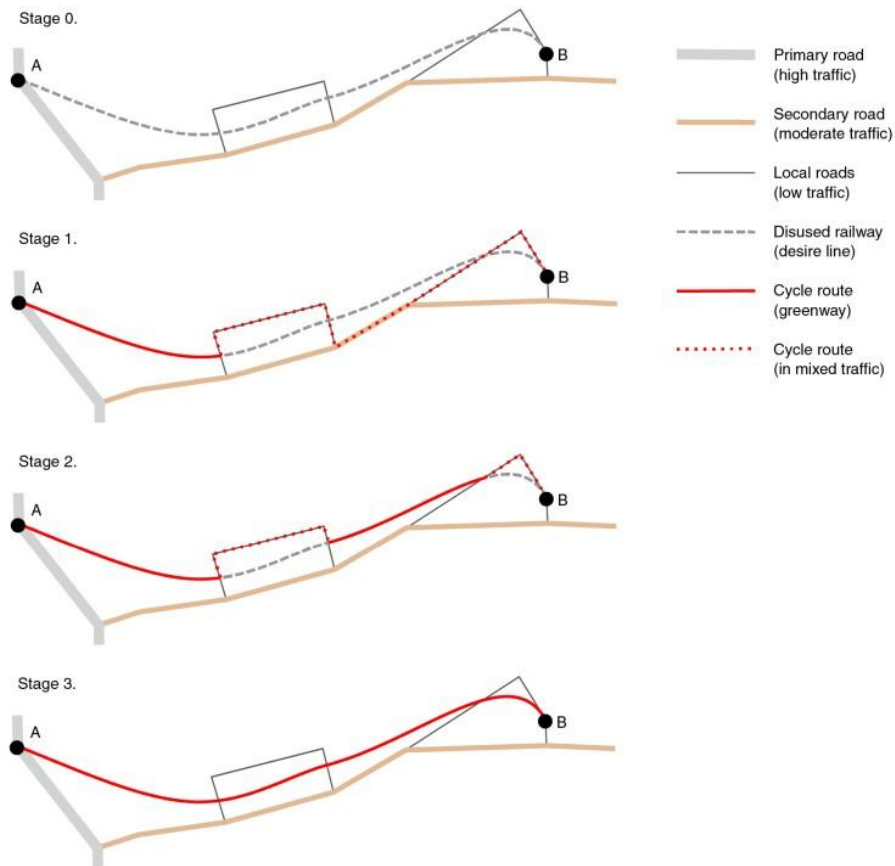 Stage 0.
A
B
Primary road
(high traffic)
Secondary road
(moderate traffic)
Local roads
(low traffic)
Disused railway
(desire line)
Cycle route
(greenway)
Cycle route
(in mixed traffic)
Stage 1.
A
B
Stage 2.
A
B
Stage 3.
A
B